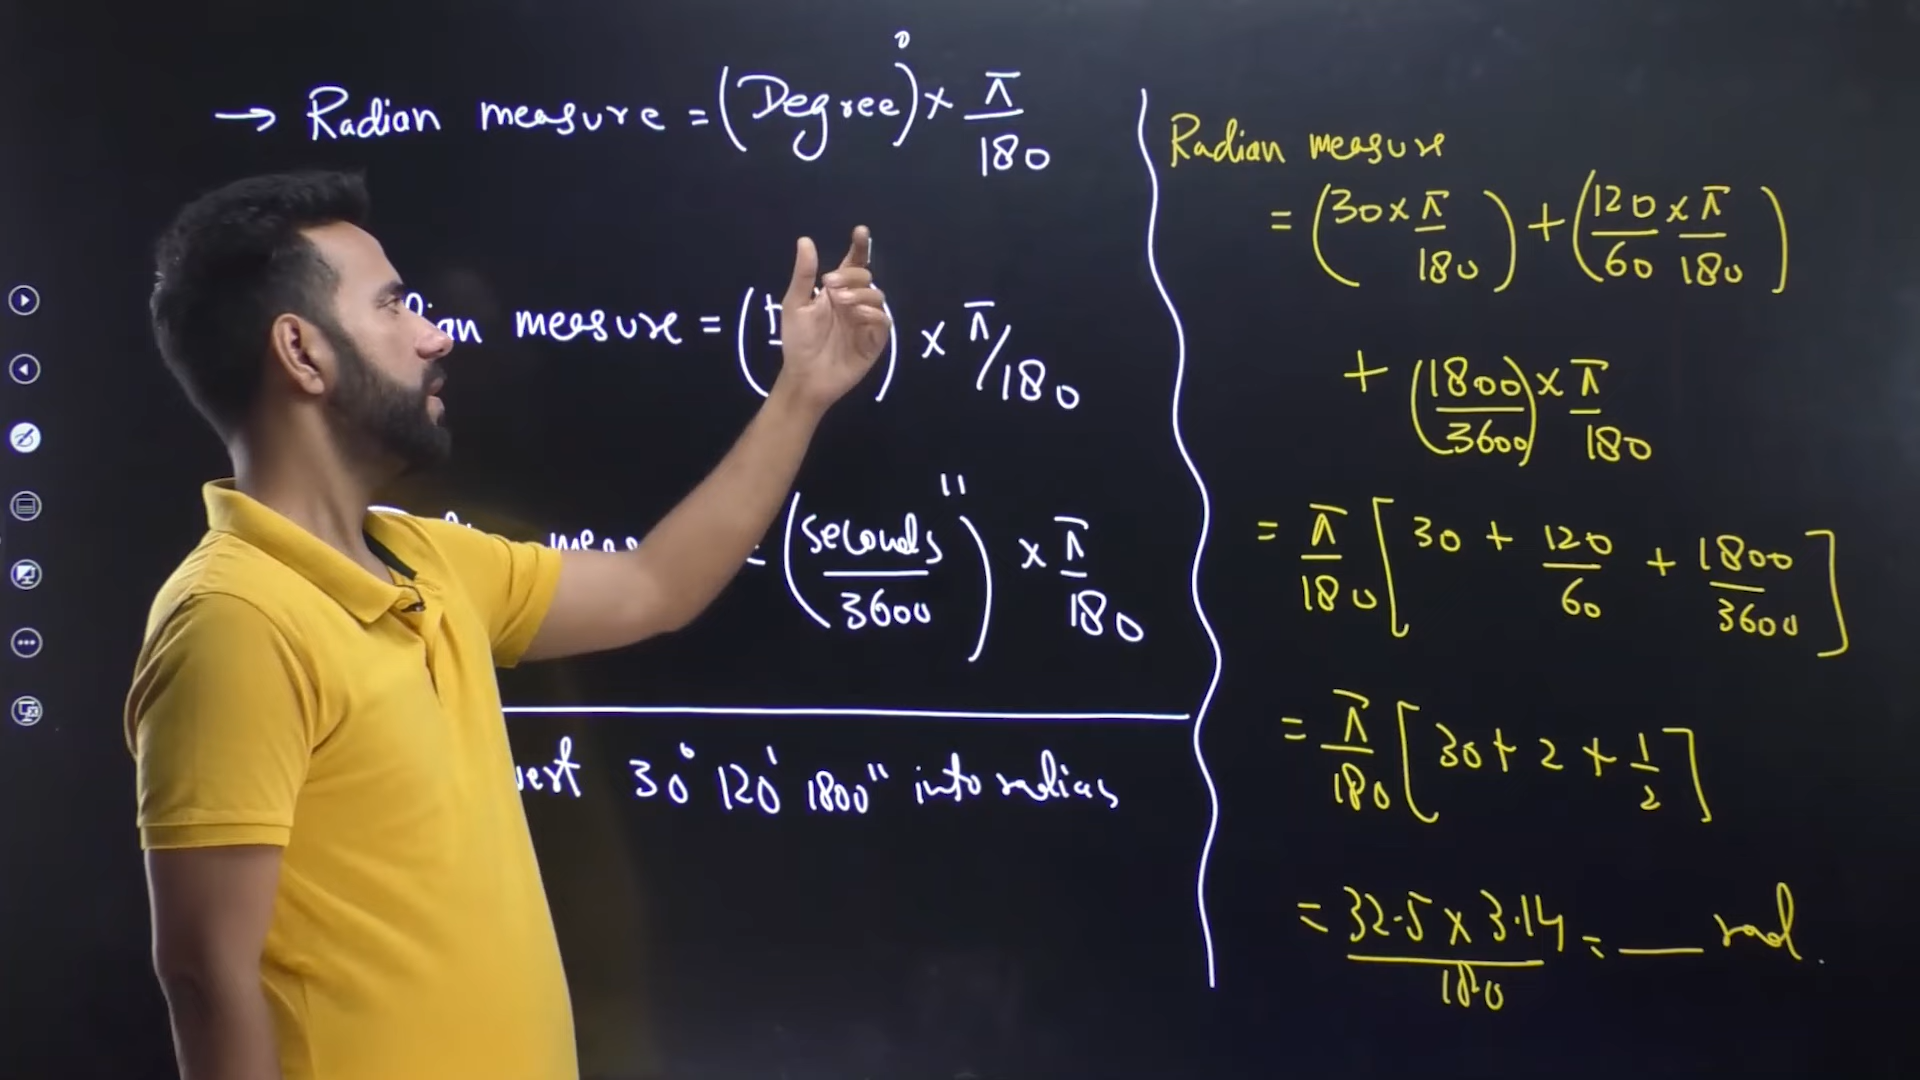 → Radian measure = (Degree)° × π/180
measure = ( ) × π/180
= (seconds″/3600) × π/180
30° 120′ 1800″ into radians
Radian measure
= (30 × π/180) + (120/60 × π/180)
+ (1800/3600) × π/180
= π/180 [30 + 120/60 + 1800/3600]
= π/180 [30 + 2 + 1/2]
= 32.5 × 3.14/180 = __ rad.